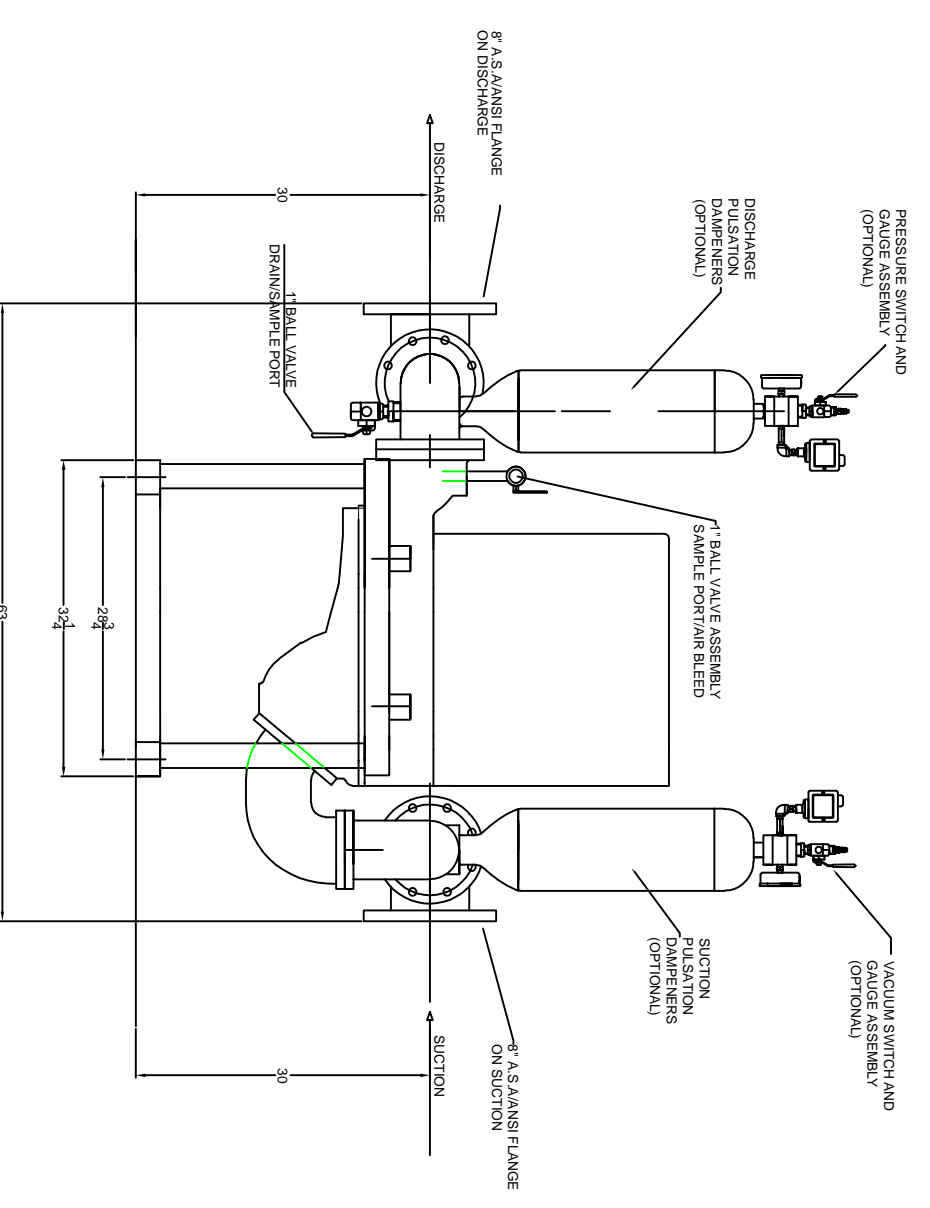 PRESSURE SWITCH AND
GAUGE ASSEMBLY
(OPTIONAL)
VACUUM SWITCH AND
GAUGE ASSEMBLY
(OPTIONAL)
DISCHARGE
PULSATION
DAMPENERS
(OPTIONAL)
1" BALL VALVE ASSEMBLY
SAMPLE PORT/AIR BLEED
SUCTION
PULSATION
DAMPENERS
(OPTIONAL)
8" A.S.A/ANSI FLANGE
ON DISCHARGE
8" A.S.A/ANSI FLANGE
ON SUCTION
DISCHARGE
SUCTION
30
30
1" BALL VALVE
DRAIN/SAMPLE PORT
28 3/4
32 1/4
63